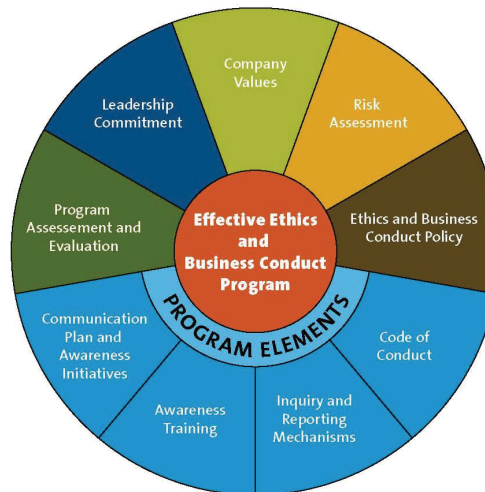 Company
Values
Leadership
Commitment
Risk
Assessment
Program
Assessement and
Evaluation
Effective Ethics
and
Business Conduct
Program
Ethics and Business
Conduct Policy
PROGRAM ELEMENTS
Communication
Plan and
Awareness
Initiatives
Code of
Conduct
Awareness
Training
Inquiry and
Reporting
Mechanisms